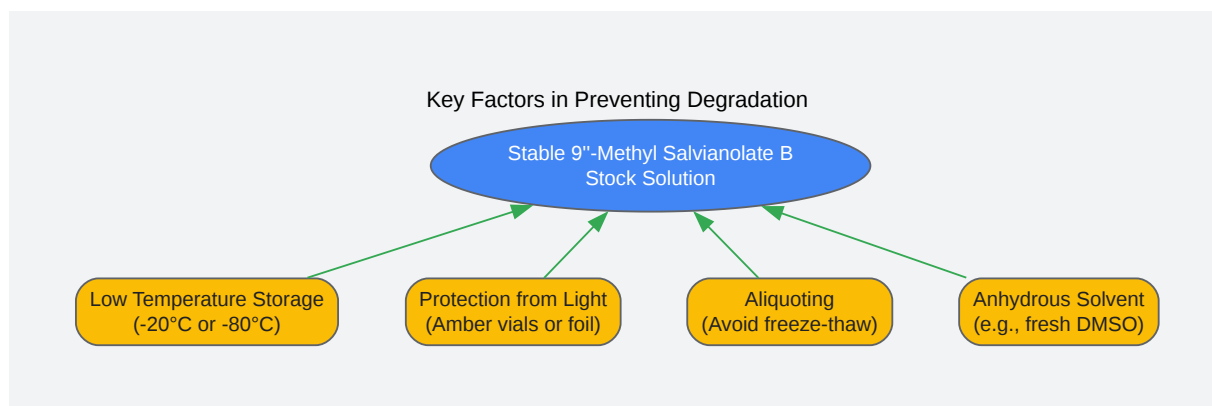 Key Factors in Preventing Degradation
Stable 9''-Methyl Salvianolate B
Stock Solution
Low Temperature Storage
(-20°C or -80°C)
Protection from Light
(Amber vials or foil)
Aliquoting
(Avoid freeze-thaw)
Anhydrous Solvent
(e.g., fresh DMSO)